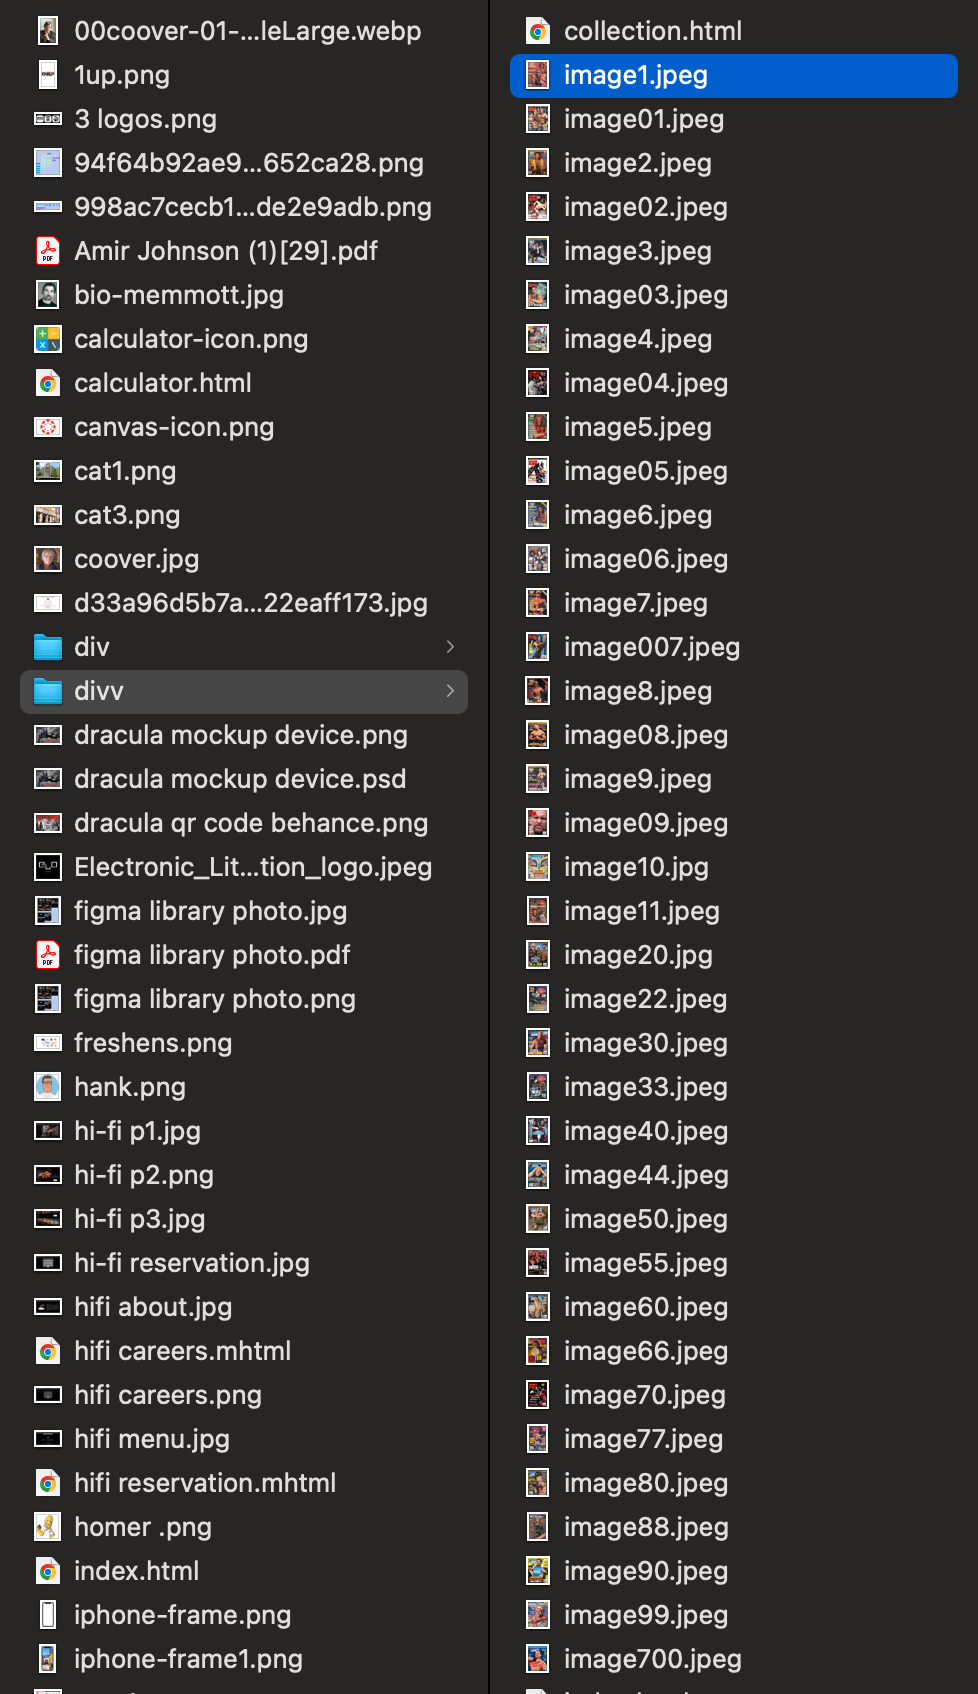 00coover-01-...leLarge.webp
1up.png
3 logos.png
94f64b92ae9...652ca28.png
998ac7cecb1...de2e9adb.png
Amir Johnson (1)[29].pdf
bio-memmott.jpg
calculator-icon.png
calculator.html
canvas-icon.png
cat1.png
cat3.png
coover.jpg
d33a96d5b7a...22eaff173.jpg
div
divv
dracula mockup device.png
dracula mockup device.psd
dracula qr code behance.png
Electronic_Lit...tion_logo.jpeg
figma library photo.jpg
figma library photo.pdf
figma library photo.png
freshens.png
hank.png
hi-fi p1.jpg
hi-fi p2.png
hi-fi p3.jpg
hi-fi reservation.jpg
hifi about.jpg
hifi careers.mhtml
hifi careers.png
hifi menu.jpg
hifi reservation.mhtml
homer .png
index.html
iphone-frame.png
iphone-frame1.png
collection.html
image1.jpeg
image01.jpeg
image2.jpeg
image02.jpeg
image3.jpeg
image03.jpeg
image4.jpeg
image04.jpeg
image5.jpeg
image05.jpeg
image6.jpeg
image06.jpeg
image7.jpeg
image007.jpeg
image8.jpeg
image08.jpeg
image9.jpeg
image09.jpeg
image10.jpg
image11.jpeg
image20.jpg
image22.jpeg
image30.jpeg
image33.jpeg
image40.jpeg
image44.jpeg
image50.jpeg
image55.jpeg
image60.jpeg
image66.jpeg
image70.jpeg
image77.jpeg
image80.jpeg
image88.jpeg
image90.jpeg
image99.jpeg
image700.jpeg